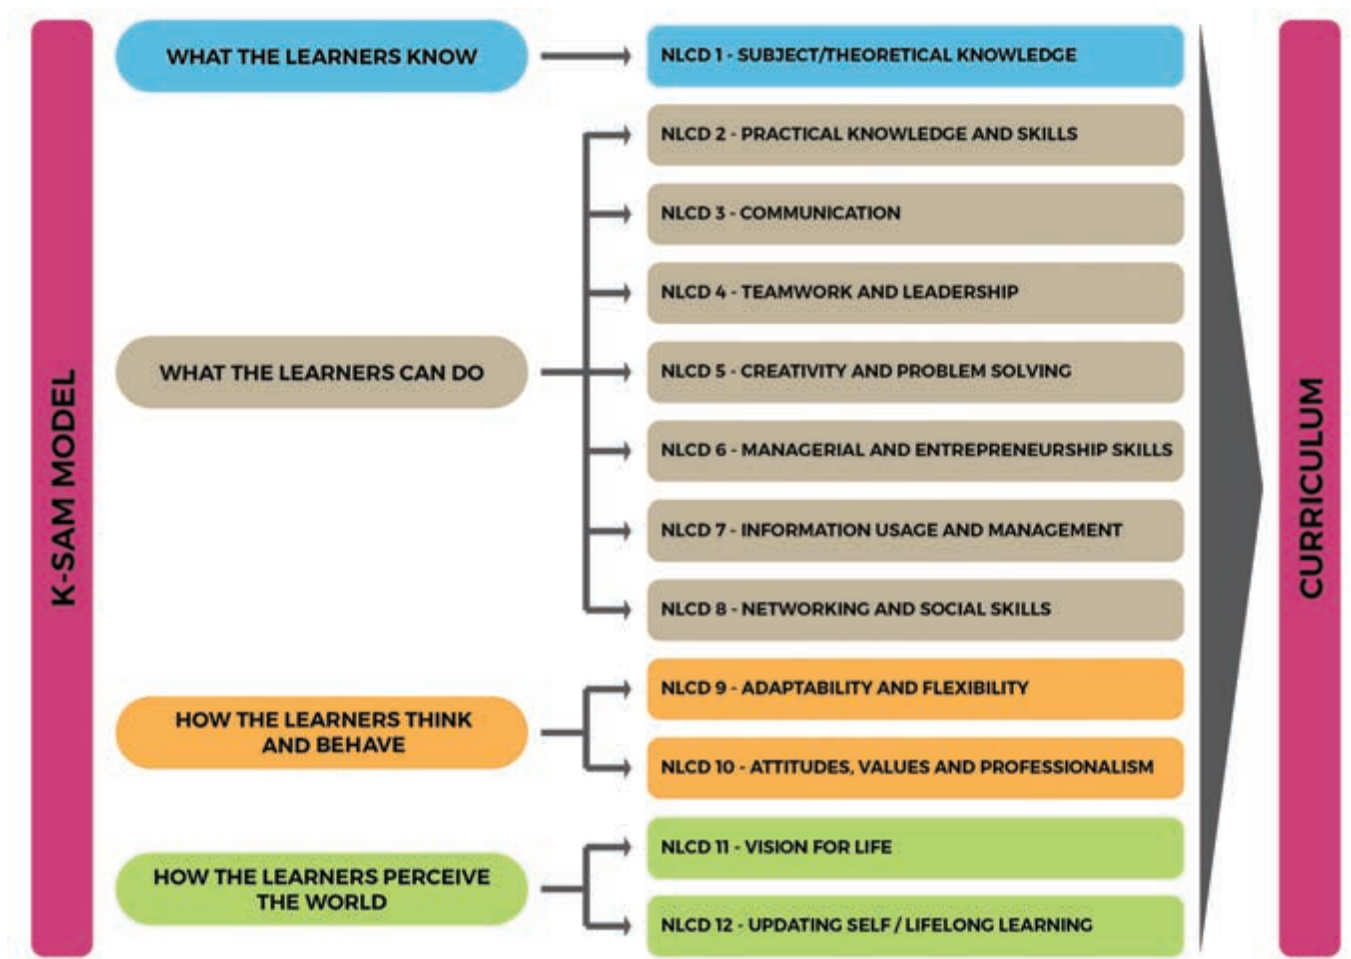 K-SAM MODEL
WHAT THE LEARNERS KNOW
NLCD 1 - SUBJECT/THEORETICAL KNOWLEDGE
WHAT THE LEARNERS CAN DO
NLCD 2 - PRACTICAL KNOWLEDGE AND SKILLS
NLCD 3 - COMMUNICATION
NLCD 4 - TEAMWORK AND LEADERSHIP
NLCD 5 - CREATIVITY AND PROBLEM SOLVING
NLCD 6 - MANAGERIAL AND ENTREPRENEURSHIP SKILLS
NLCD 7 - INFORMATION USAGE AND MANAGEMENT
NLCD 8 - NETWORKING AND SOCIAL SKILLS
HOW THE LEARNERS THINK
AND BEHAVE
NLCD 9 - ADAPTABILITY AND FLEXIBILITY
NLCD 10 - ATTITUDES, VALUES AND PROFESSIONALISM
HOW THE LEARNERS PERCEIVE
THE WORLD
NLCD 11 - VISION FOR LIFE
NLCD 12 - UPDATING SELF / LIFELONG LEARNING
CURRICULUM